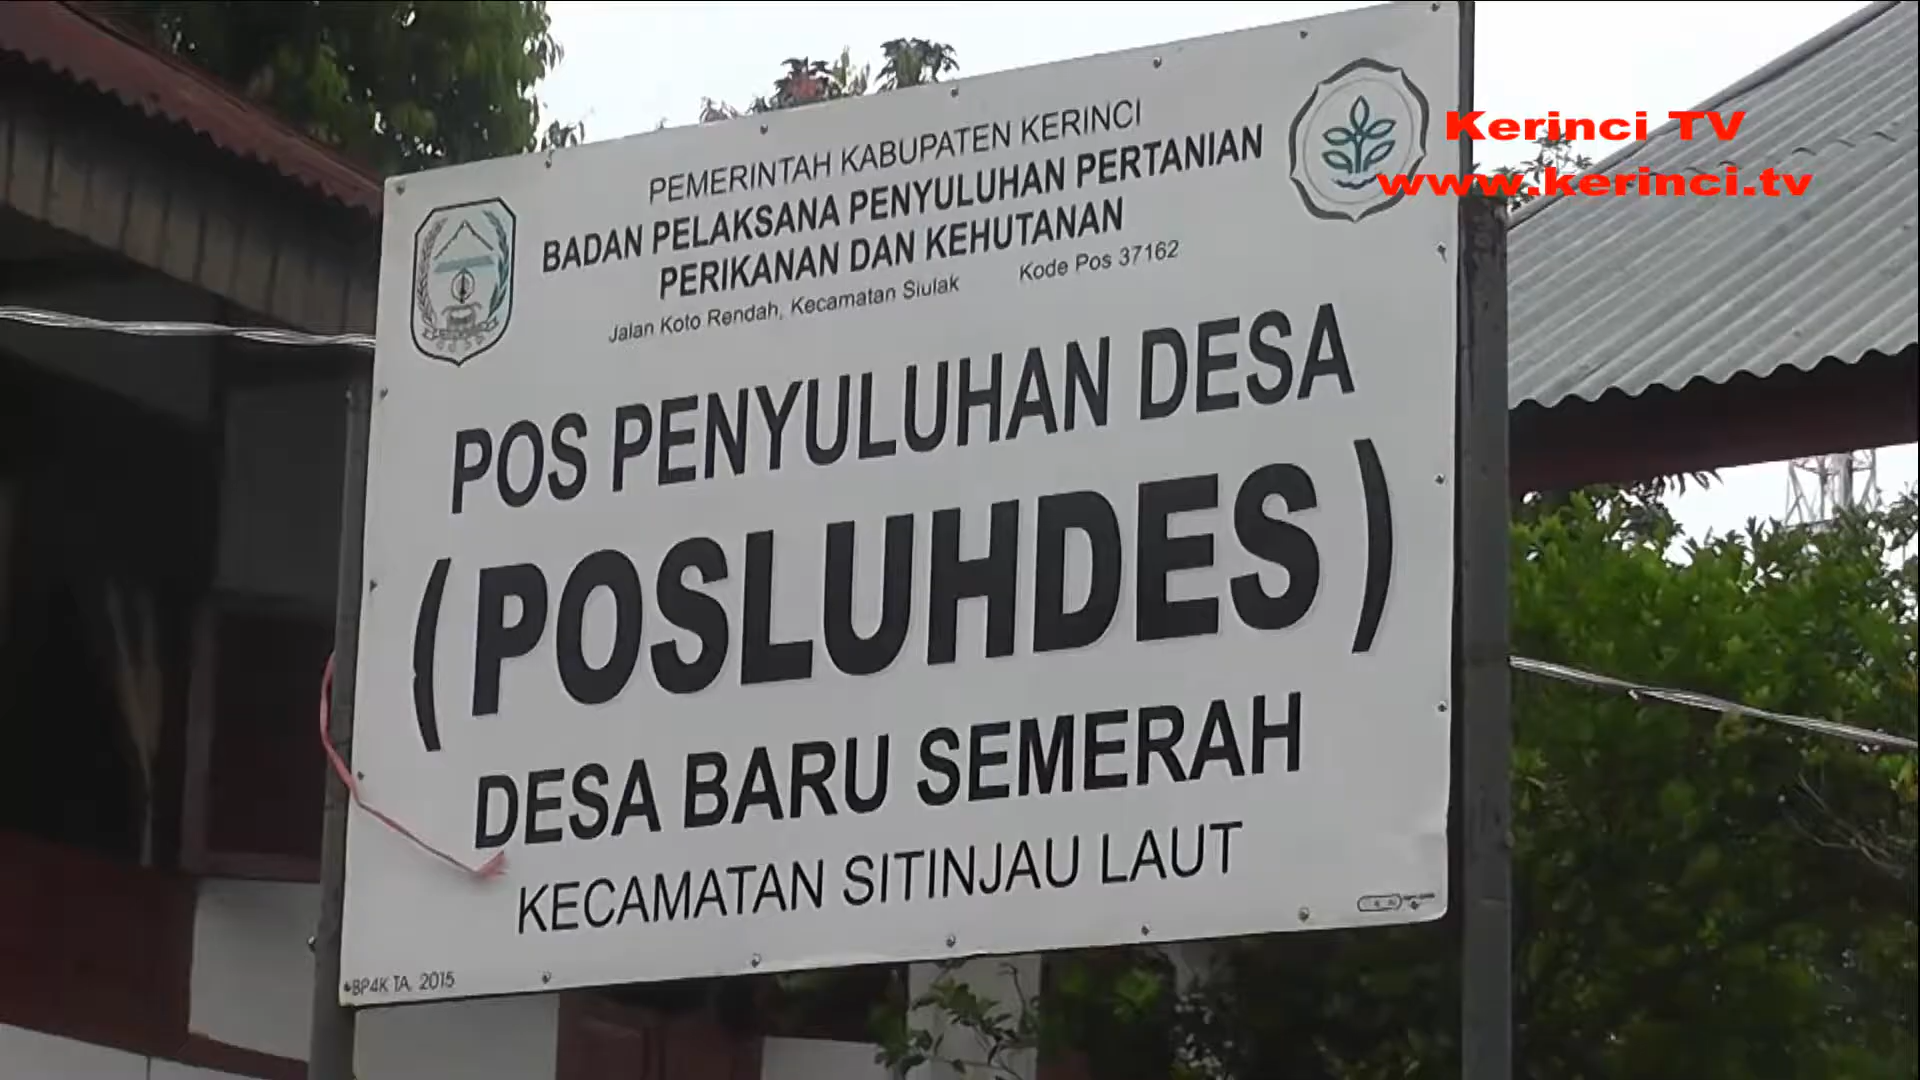 PEMERINTAH KABUPATEN KERINCI
BADAN PELAKSANA PENYULUHAN PERTANIAN
PERIKANAN DAN KEHUTANAN
Jalan Koto Rendah, Kecamatan Siulak Kode Pos 37162
Kerinci TV
www.kerinci.tv
POS PENYULUHAN DESA
(POSLUHDES)
DESA BARU SEMERAH
KECAMATAN SITINJAU LAUT
BP4K TA. 2015